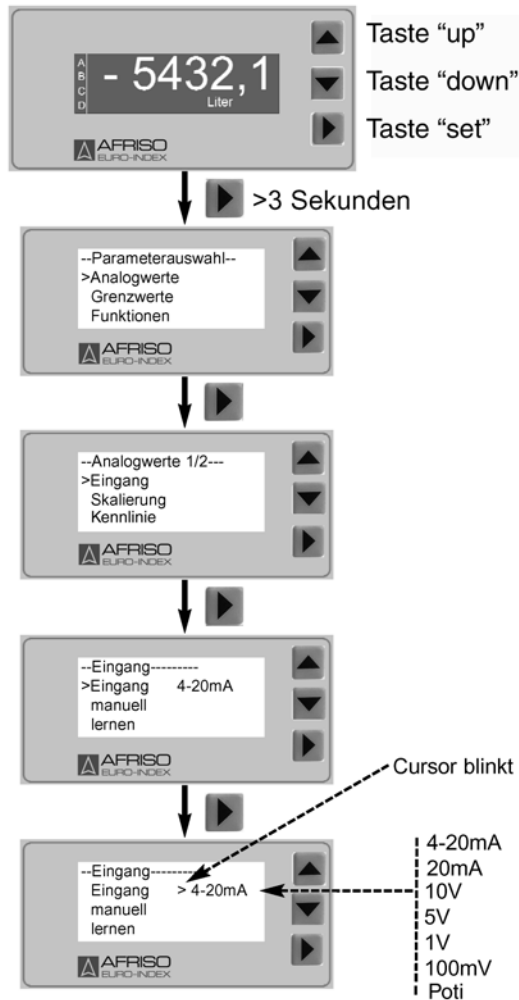 Taste “up”
A
B
C
D
- 5432,1
Liter
Taste “down”
Taste “set”
AFRISO
EURO-INDEX
>3 Sekunden
--Parameterauswahl--
>Analogwerte
Grenzwerte
Funktionen
AFRISO
EURO-INDEX
--Analogwerte 1/2---
>Eingang
Skalierung
Kennlinie
AFRISO
EURO-INDEX
--Eingang---------
>Eingang 4-20mA
manuell
lernen
AFRISO
EURO-INDEX
Cursor blinkt
--Eingang---------
Eingang > 4-20mA
manuell
lernen
AFRISO
EURO-INDEX
4-20mA
20mA
10V
5V
1V
100mV
Poti